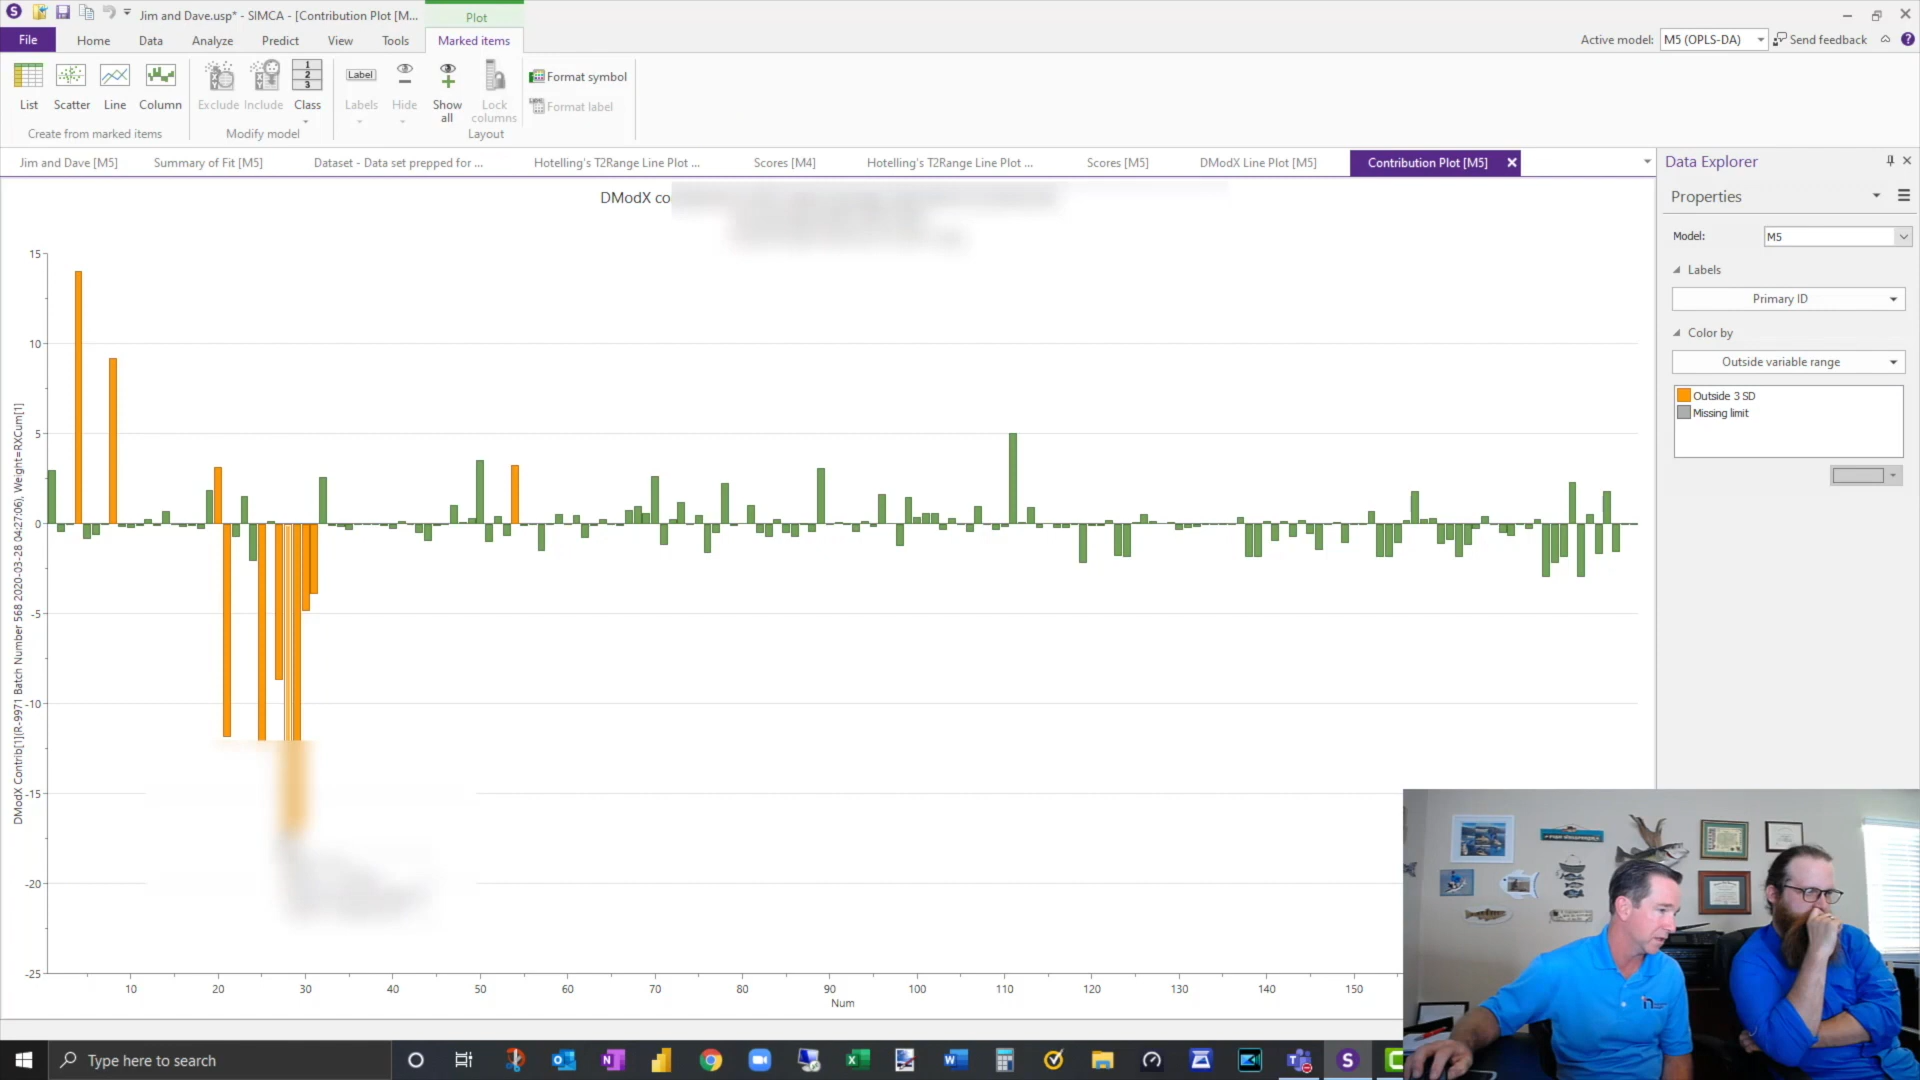 Jim and Dave.usp* - SIMCA - [Contribution Plot [M...
Plot
File
Home
Data
Analyze
Predict
View
Tools
Marked items
Active model:
M5 (OPLS-DA)
Send feedback
List
Scatter
Line
Column
Exclude
Include
Class
Label
Labels
Hide
Show all
Lock columns
Format symbol
Format label
Create from marked items
Modify model
Layout
Jim and Dave [M5]
Summary of Fit [M5]
Dataset - Data set prepped for ...
Hotelling's T2Range Line Plot ...
Scores [M4]
Hotelling's T2Range Line Plot ...
Scores [M5]
DModX Line Plot [M5]
Contribution Plot [M5]
Data Explorer
Properties
Model:
M5
Labels
Primary ID
Color by
Outside variable range
Outside 3 SD
Missing limit
DModX co
DModX Contrib[1](R-9971 Batch Number 568 2020-03-28 04:27:06), Weight=RXCum[1]
15
10
5
0
-5
-10
-15
-20
-25
10 20 30 40 50 60 70 80 90 100 110 120 130 140 150
Num
Type here to search